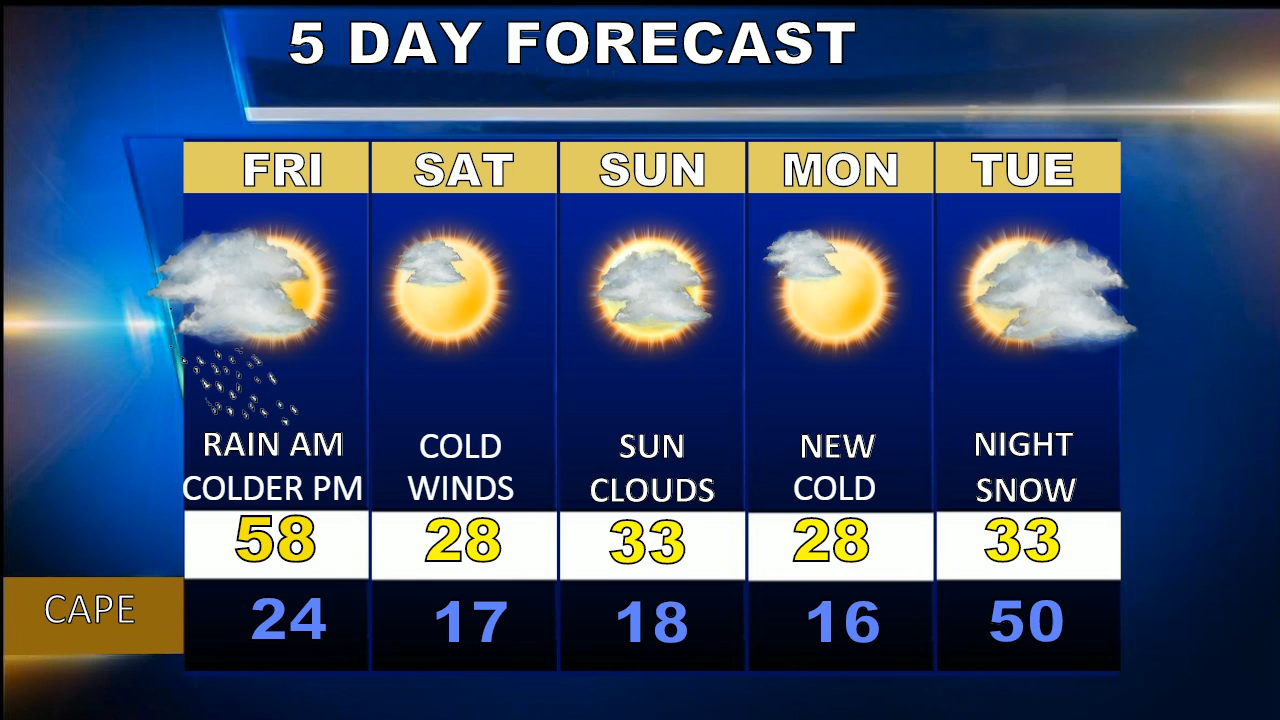 5 DAY FORECAST
FRI SAT SUN MON TUE
RAIN AM COLD SUN NEW NIGHT
COLDER PM WINDS CLOUDS COLD SNOW
58 28 33 28 33
CAPE 24 17 18 16 50